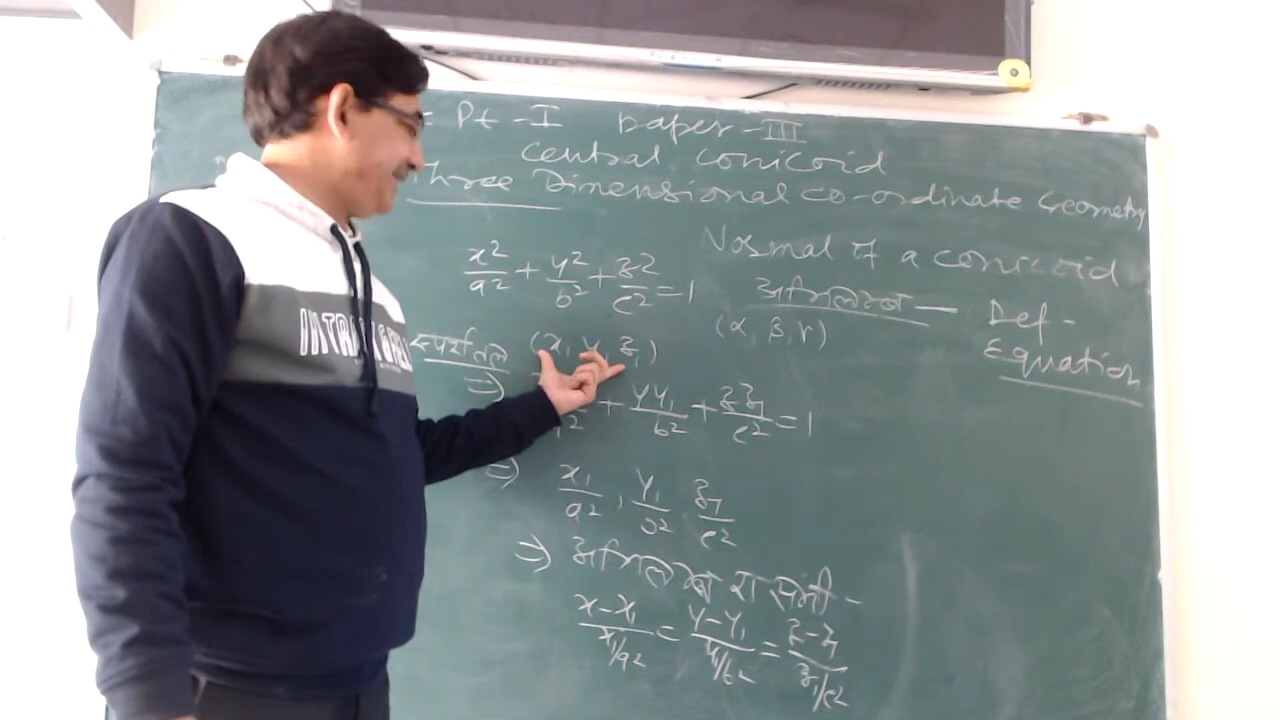 = Pt - I Paper - III
Central Conicoid
Three Dimensional co-ordinate Geometry
Normal of a conicoid
x²/a² + y²/b² + z²/c² = 1
अभिलम्ब — Def -
(α, β, γ)
Equation
स्पर्शतल (x₁, y₁, z₁)
⇒ + yy₁/b² + zz₁/c² = 1
⇒ x₁/a², y₁/b², z₁/c²
⇒ अभिलम्ब का समी -
(x-x₁)/(x₁/a²) = (y-y₁)/(y₁/b²) = (z-z₁)/(z₁/c²)